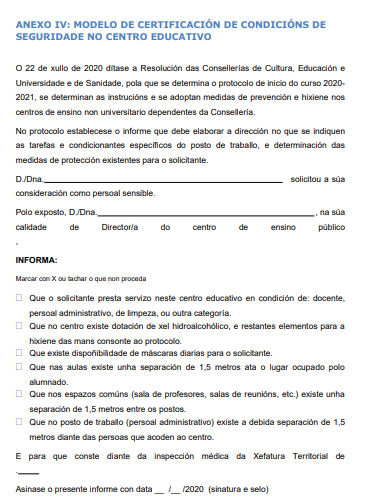 ANEXO IV: MODELO DE CERTIFICACIÓN DE CONDICIÓNS DE
SEGURIDADE NO CENTRO EDUCATIVO
O 22 de xullo de 2020 dítase a Resolución das Consellerías de Cultura, Educación e
Universidade e de Sanidade, pola que se determina o protocolo de inicio do curso 2020-
2021, se determinan as instrucións e se adoptan medidas de prevención e hixiene nos
centros de ensino non universitario dependentes da Consellería.
No protocolo establecese o informe que debe elaborar a dirección no que se indiquen
as tarefas e condicionantes específicos do posto de traballo, e determinación das
medidas de protección existentes para o solicitante.
D./Dna.____________________ solicitou a súa
consideración como persoal sensible.
Polo exposto, D./Dna.____________________, na súa
calidade de Director/a do centro de ensino público
.
INFORMA:
Marcar con X ou tachar o que non proceda
☐ Que o solicitante presta servizo neste centro educativo en condición de: docente,
persoal administrativo, de limpeza, ou outra categoría.
☐ Que no centro existe dotación de xel hidroalcohólico, e restantes elementos para a
hixiene das mans consonte ao protocolo.
☐ Que existe dispoñibilidade de máscaras diarias para o solicitante.
☐ Que nas aulas existe unha separación de 1,5 metros ata o lugar ocupado polo
alumnado.
☐ Que nos espazos comúns (sala de profesores, salas de reunións, etc.) existe unha
separación de 1,5 metros entre os postos.
☐ Que no posto de traballo (persoal administrativo) existe a debida separación de 1,5
metros diante das persoas que acoden ao centro.
E para que conste diante da inspección médica da Xefatura Territorial de
.____
Asínase o presente informe con data __ /__ /2020 (sinatura e selo)